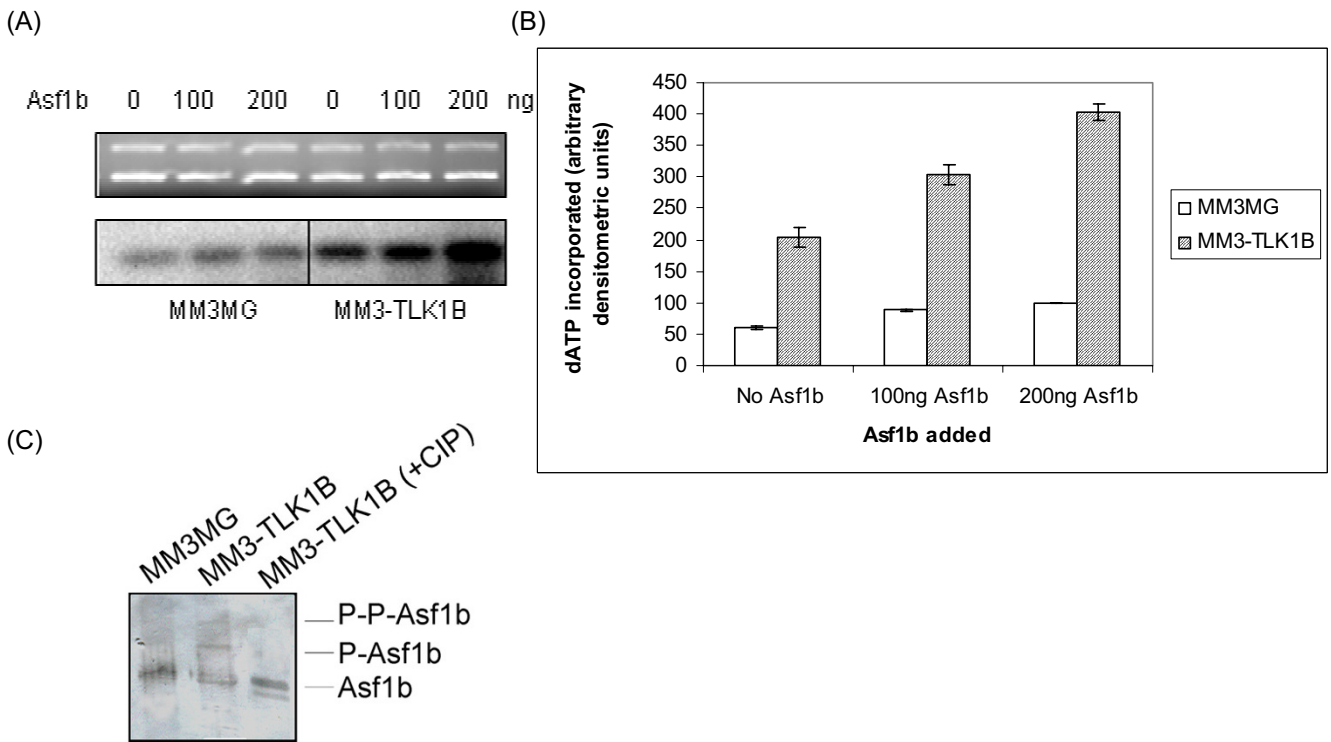 (A)
Asf1b 0 100 200 0 100 200 ng
MM3MG MM3-TLK1B
(B)
450
400
350
300
250
200
150
100
50
0
dATP incorporated (arbitrary
densitometric units)
No Asf1b 100ng Asf1b 200ng Asf1b
Asf1b added
MM3MG
MM3-TLK1B
(C)
MM3MG
MM3-TLK1B
MM3-TLK1B (+CIP)
P-P-Asf1b
P-Asf1b
Asf1b